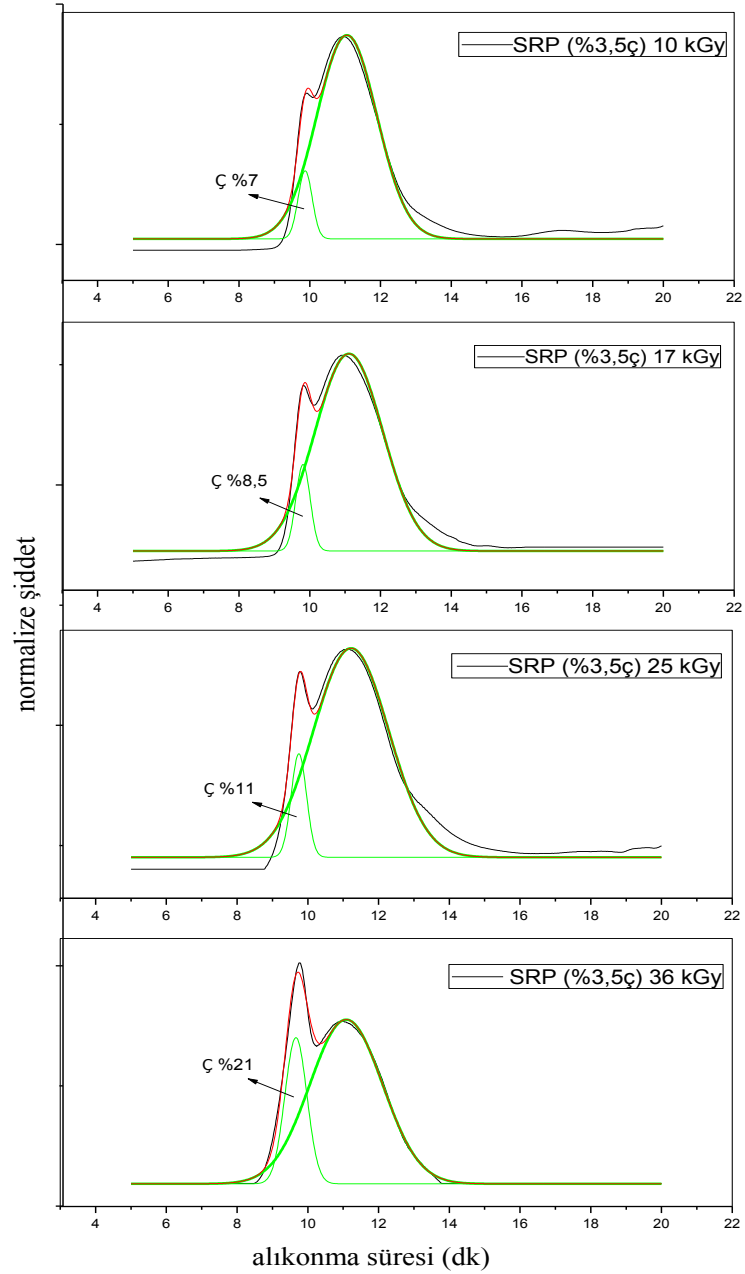 SRP (%3,5ç) 10 kGy
Ç %7
4 6 8 10 12 14 16 18 20 22
SRP (%3,5ç) 17 kGy
Ç %8,5
4 6 8 10 12 14 16 18 20 22
SRP (%3,5ç) 25 kGy
Ç %11
4 6 8 10 12 14 16 18 20 22
SRP (%3,5ç) 36 kGy
Ç %21
4 6 8 10 12 14 16 18 20 22
normalize şiddet
alıkonma süresi (dk)